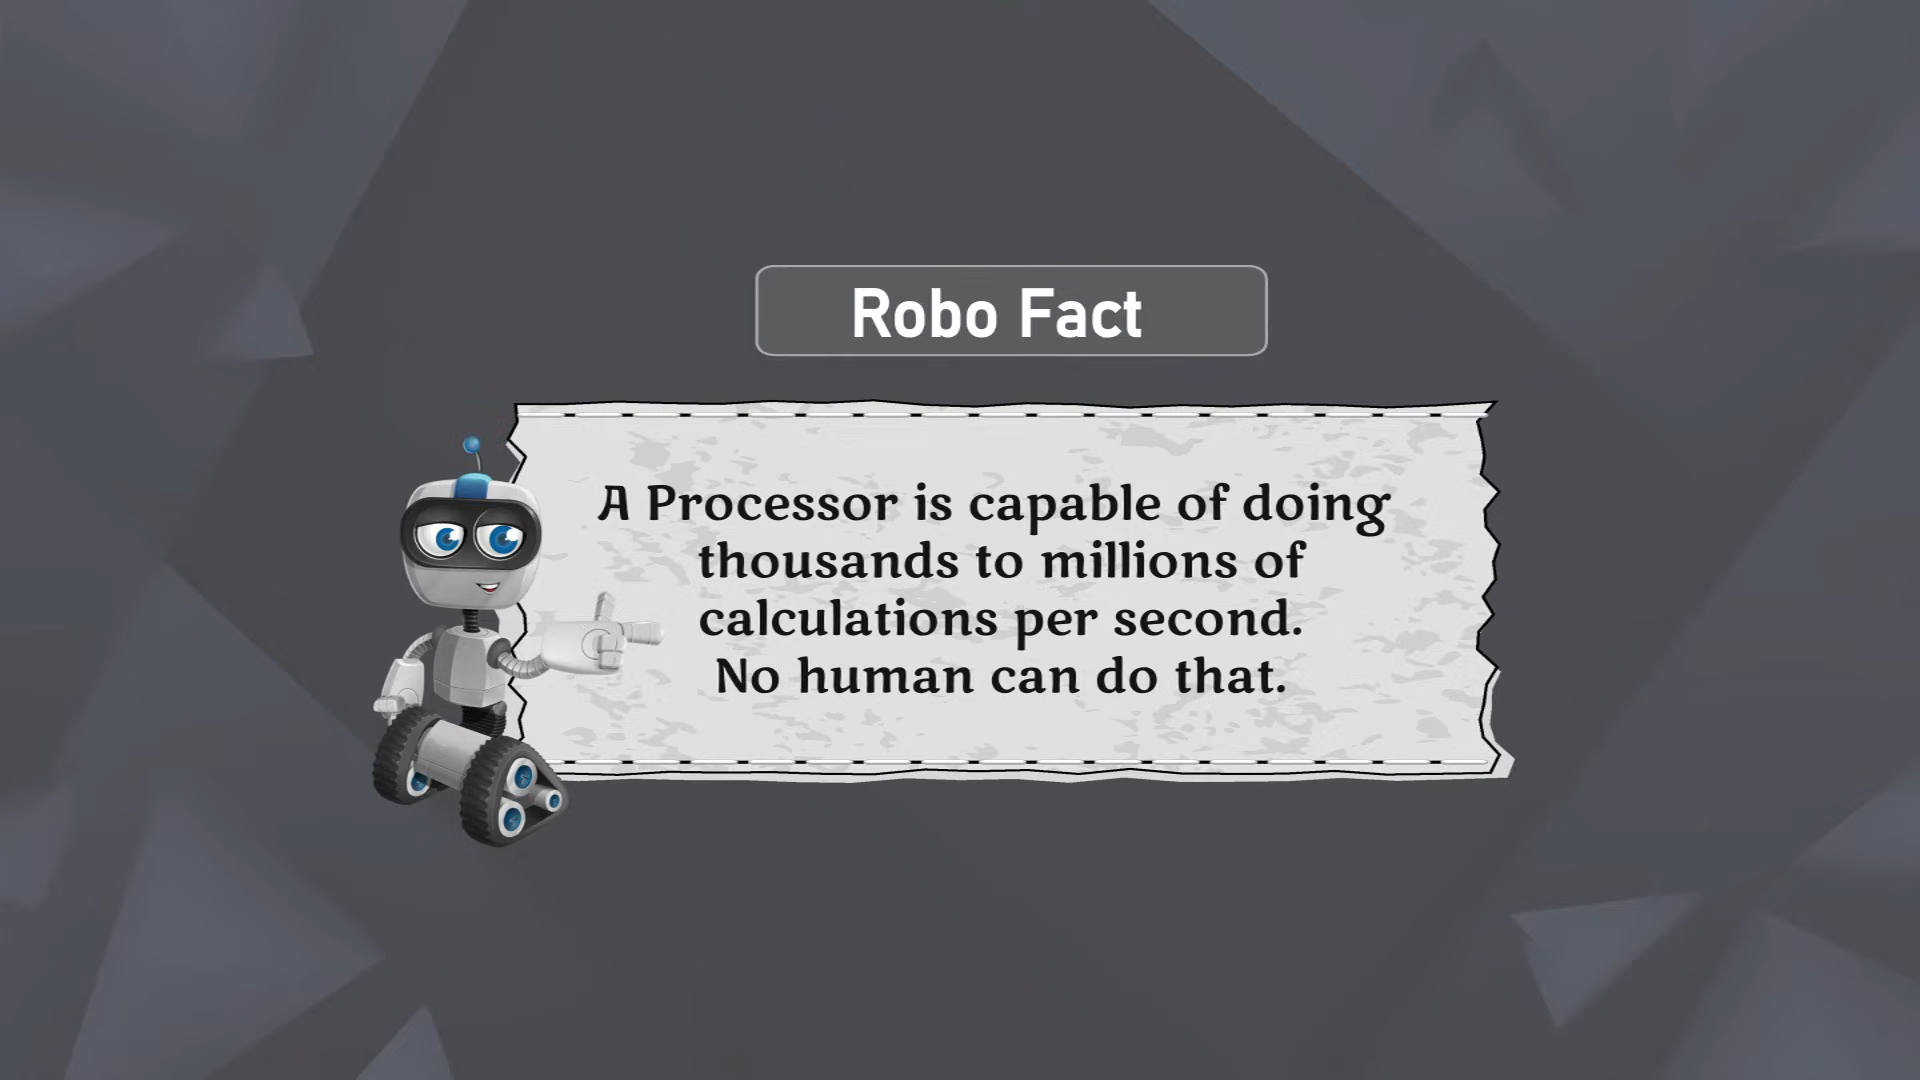 Robo Fact
A Processor is capable of doing
thousands to millions of
calculations per second.
No human can do that.